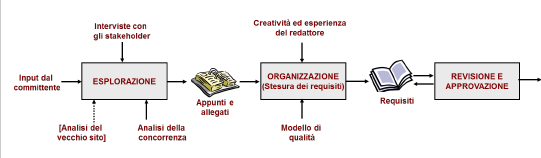 Interviste con
gli stakeholder
Creatività ed esperienza
del redattore
Input dal
committente
ESPLORAZIONE
Appunti e
allegati
ORGANIZZAZIONE
(Stesura dei requisiti)
Requisiti
REVISIONE E
APPROVAZIONE
[Analisi del
vecchio sito]
Analisi della
concorrenza
Modello di
qualità